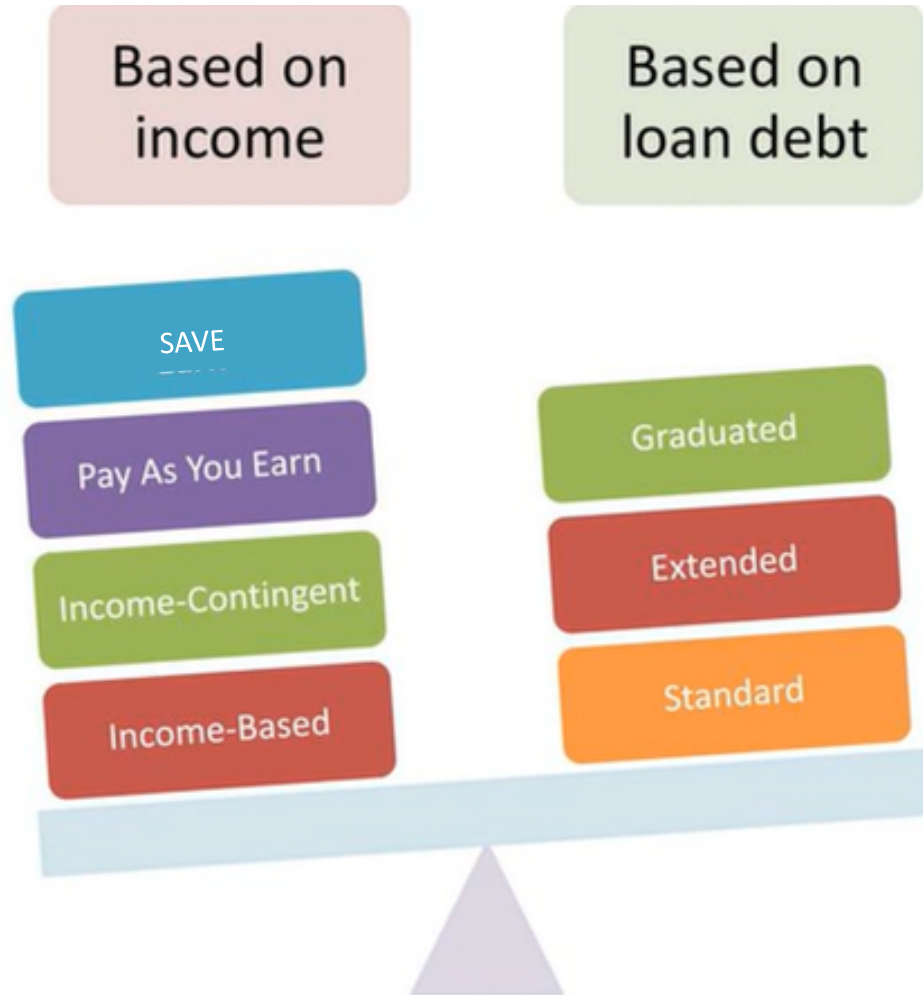 Based on
income
Based on
loan debt
SAVE
Pay As You Earn
Income-Contingent
Income-Based
Graduated
Extended
Standard